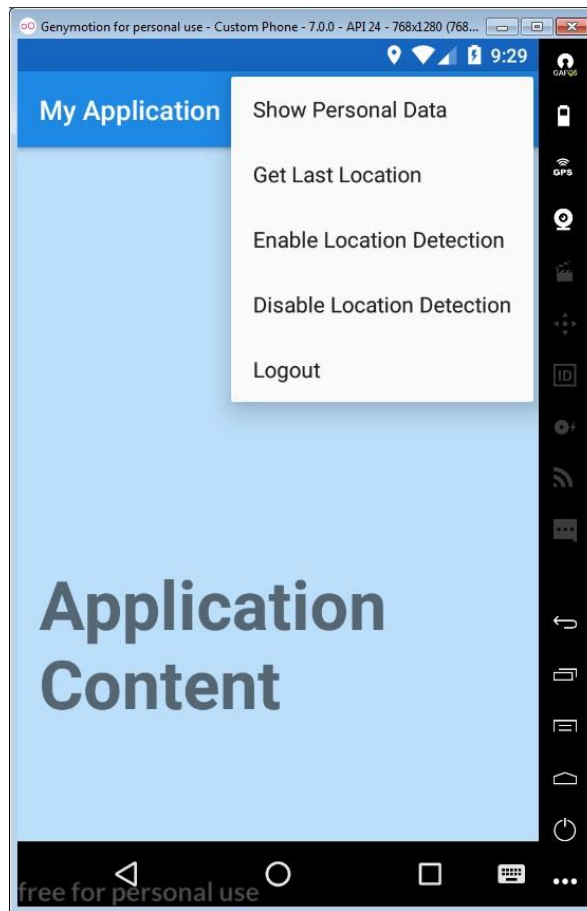 Genymotion for personal use - Custom Phone - 7.0.0 - API 24 - 768x1280 (768...
9:29
My Application
Show Personal Data
Get Last Location
Enable Location Detection
Disable Location Detection
Logout
GAPPS
GPS
ID
Application
Content
free for personal use